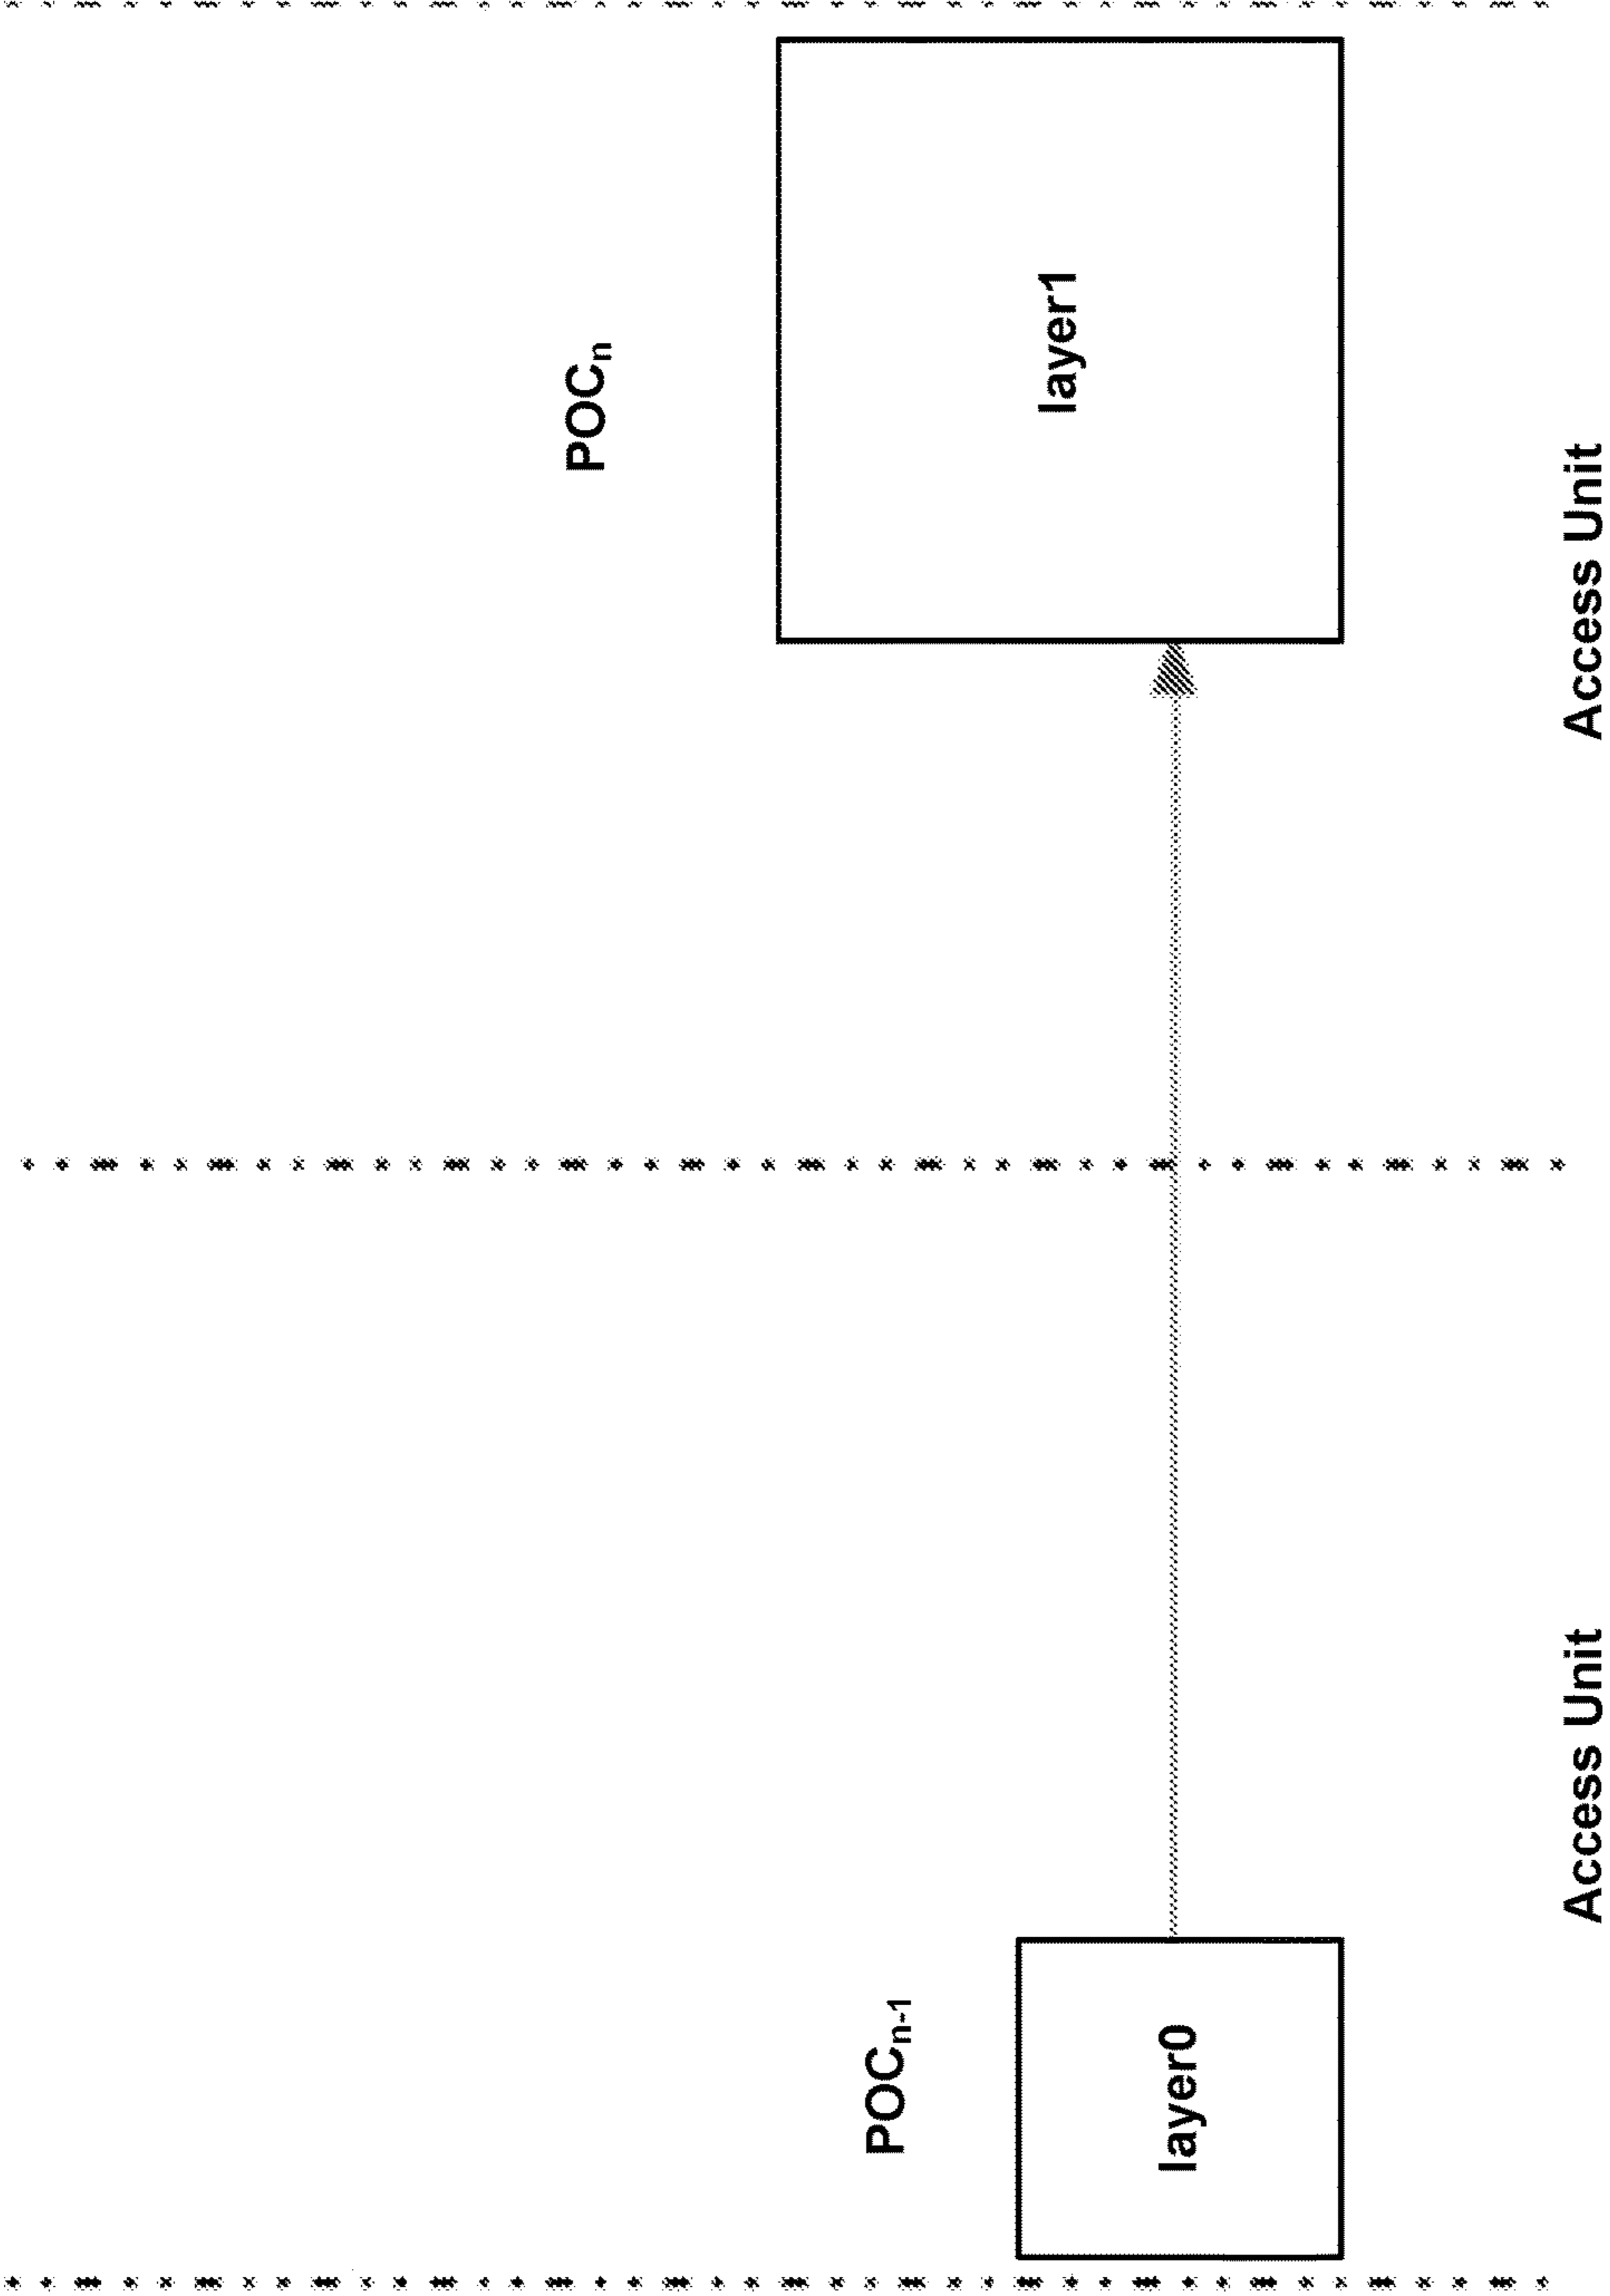 POCn
POCn-1
layer1
layer0
Access Unit
Access Unit